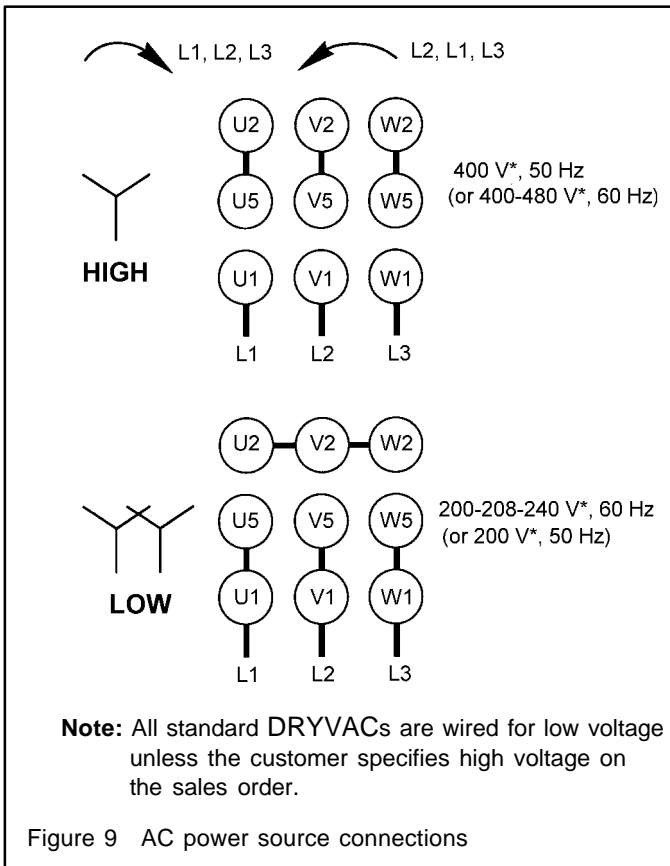 L1, L2, L3 L2, L1, L3
U2 V2 W2
400 V*, 50 Hz
U5 V5 W5
(or 400-480 V*, 60 Hz)
HIGH
U1 V1 W1
L1 L2 L3
U2 V2 W2
U5 V5 W5
200-208-240 V*, 60 Hz
(or 200 V*, 50 Hz)
LOW
U1 V1 W1
L1 L2 L3
Note: All standard DRYVACs are wired for low voltage
unless the customer specifies high voltage on
the sales order.
Figure 9 AC power source connections